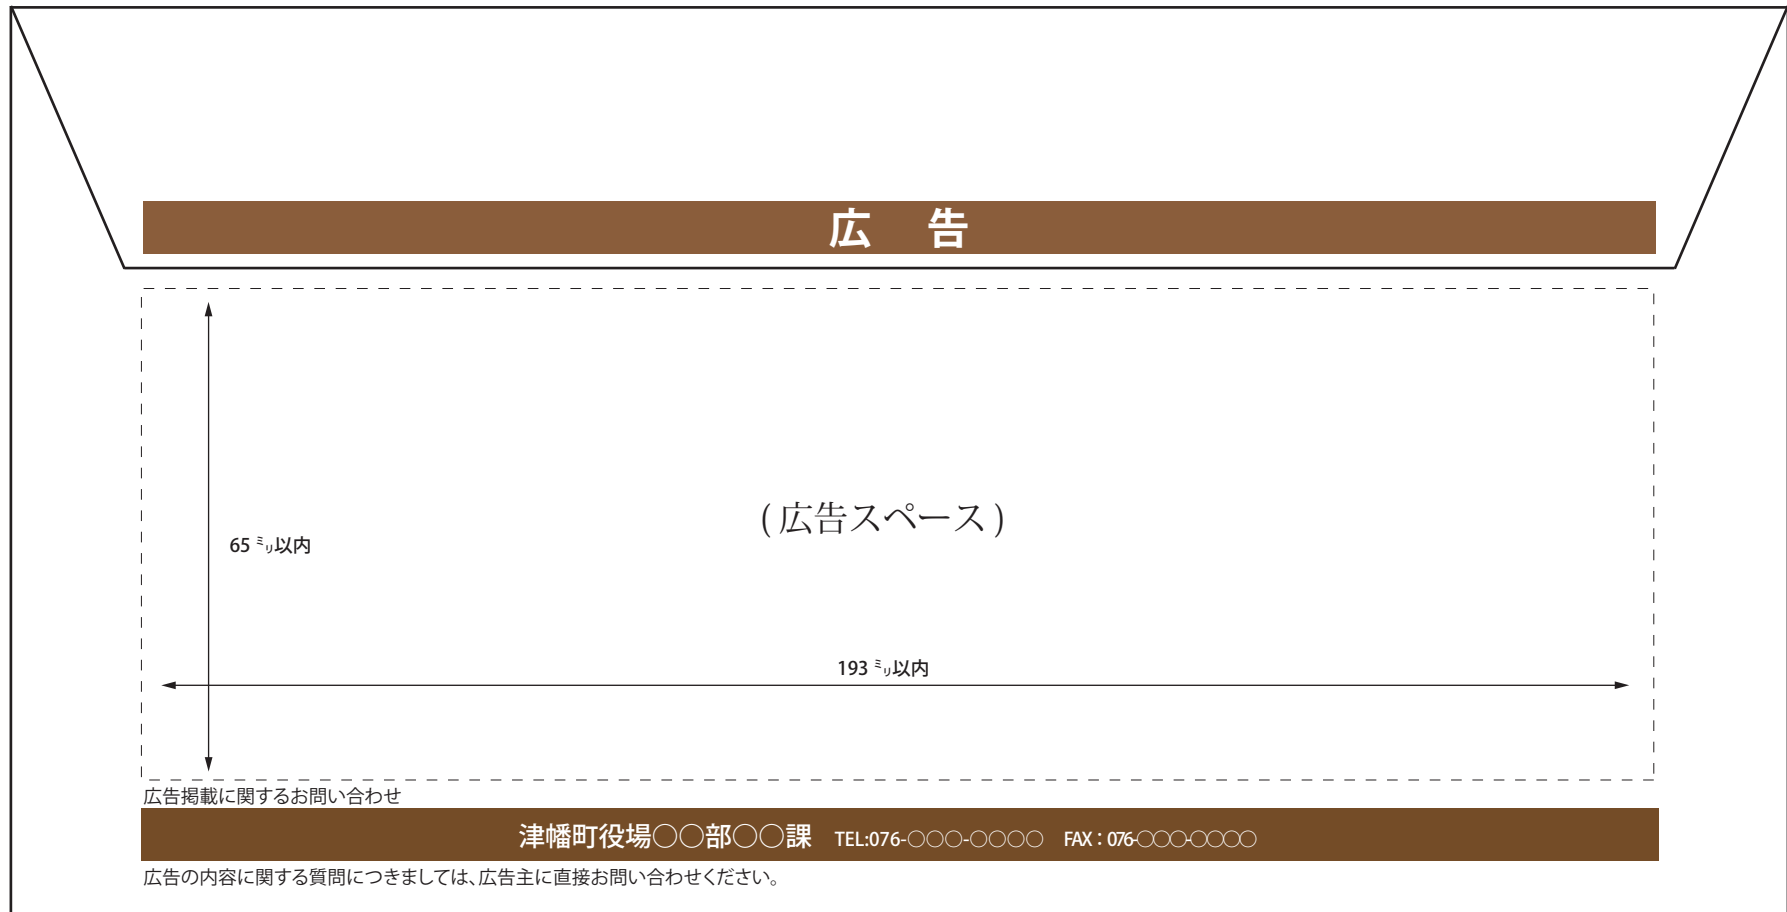 広　告
(広告スペース)
65 ㍉以内
193 ㍉以内
広告掲載に関するお問い合わせ
津幡町役場○○部○○課　TEL:076-○○○-○○○○　FAX：076-○○○-○○○○
広告の内容に関する質問につきましては、広告主に直接お問い合わせください。